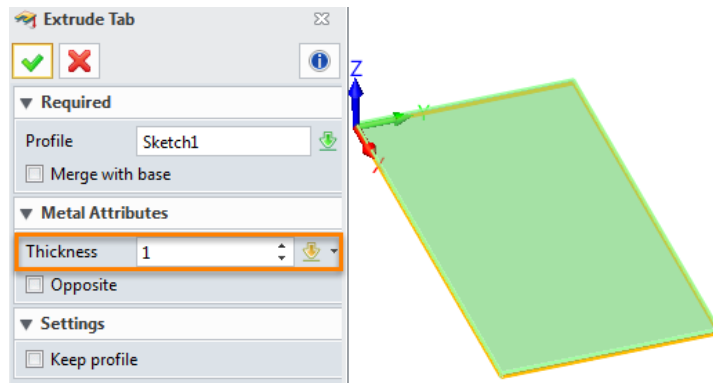 Extrude Tab
Required
Profile Sketch1
Merge with base
Metal Attributes
Thickness 1
Opposite
Settings
Keep profile
Z
Y
X